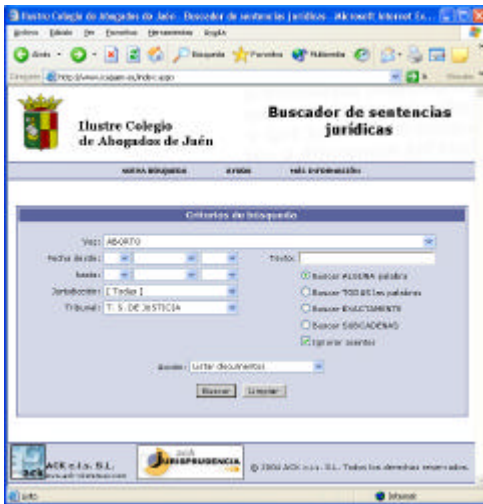 Ilustre Colegio de Abogados de Jaén - Buscador de sentencias jurídicas - Microsoft Internet Ex...
Archivo Edición Ver Favoritos Herramientas Ayuda
Atrás Búsqueda Favoritos Multimedia
Ilustre Colegio
de Abogados de Jaén
Buscador de sentencias
jurídicas
NUEVA BÚSQUEDA AYUDA MÁS INFORMACIÓN
Criterios de búsqueda
Voz: ABORTO
Fecha desde: Texto:
hasta: Buscar ALGUNA palabra
Jurisdicción: [ Todas ] Buscar TODAS las palabras
Tribunal: T. S. DE JUSTICIA Buscar EXACTAMENTE
Buscar SUBCADENAS
Ignorar acentos
Acción: Listar documentos
Buscar Limpiar
ack ACK e.i.s. S.L. JURISPRUDENCIA © 2004 ACK e.i.s. S.L. Todos los derechos reservados.
Listo Internet